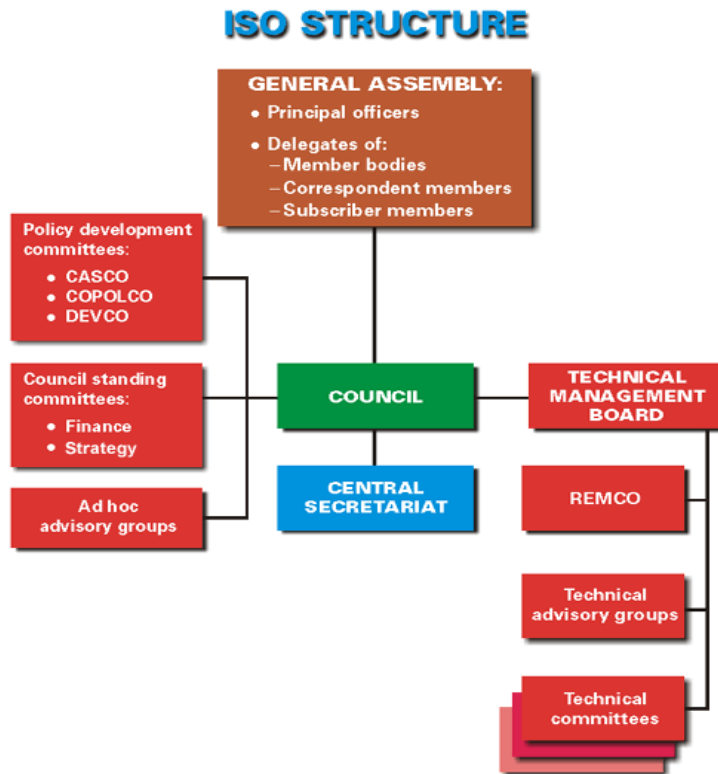 ISO STRUCTURE
GENERAL ASSEMBLY:
• Principal officers
• Delegates of:
– Member bodies
– Correspondent members
– Subscriber members
Policy development
committees:
• CASCO
• COPOLCO
• DEVCO
Council standing
committees:
• Finance
• Strategy
Ad hoc
advisory groups
COUNCIL
CENTRAL
SECRETARIAT
TECHNICAL
MANAGEMENT
BOARD
REMCO
Technical
advisory groups
Technical
committees